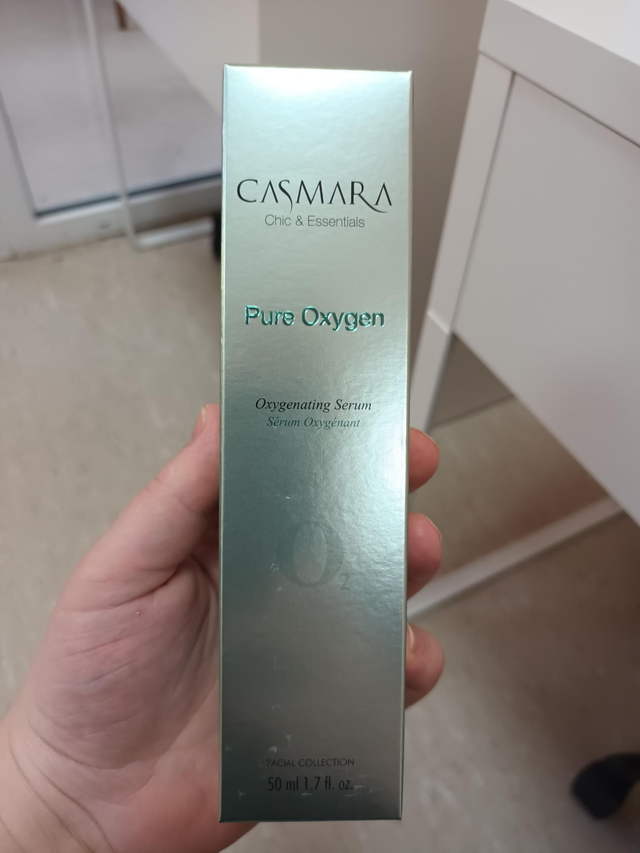 CASMARA
Chic & Essentials
Pure Oxygen
Oxygenating Serum
Sérum Oxygénant
O2
FACIAL COLLECTION
50 ml 1.7 fl. oz.